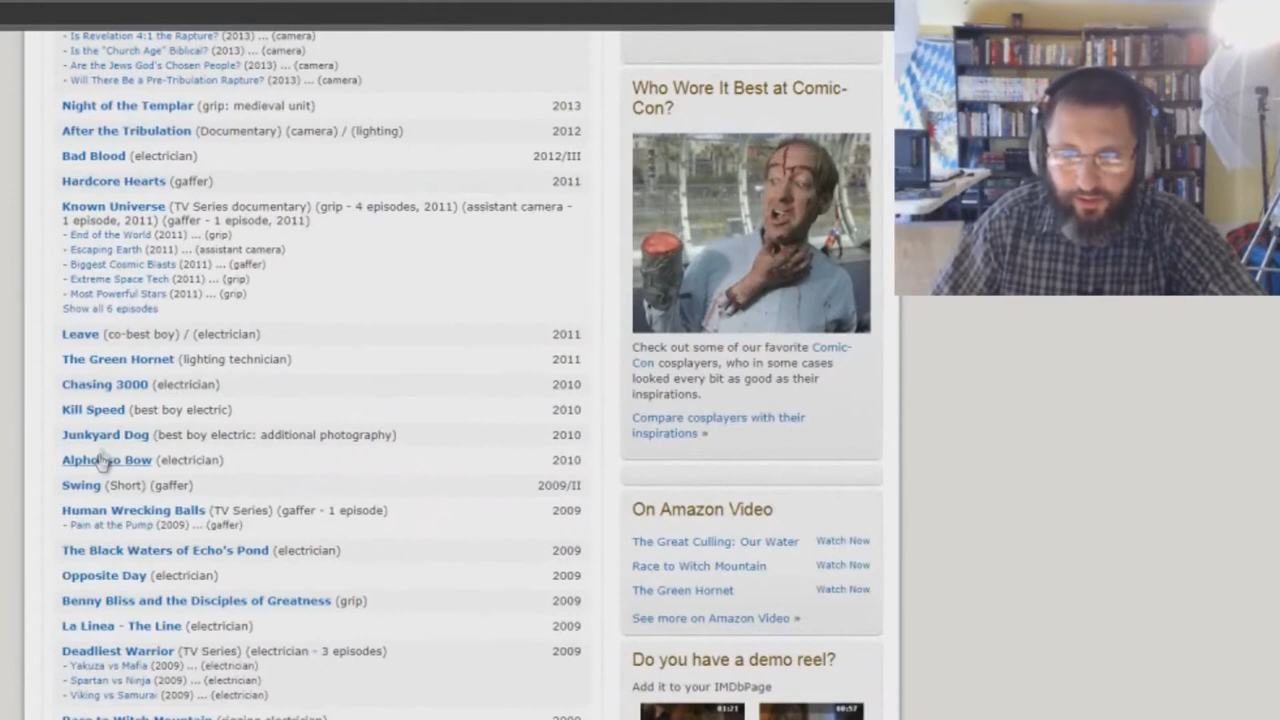 - Is Revelation 4:1 the Rapture? (2013) ... (camera)
- Is the "Church Age" Biblical? (2013) ... (camera)
- Are the Jews God's Chosen People? (2013) ... (camera)
- Will There Be a Pre-Tribulation Rapture? (2013) ... (camera)
Night of the Templar (grip: medieval unit) 2013
After the Tribulation (Documentary) (camera) / (lighting) 2012
Bad Blood (electrician) 2012/III
Hardcore Hearts (gaffer) 2011
Known Universe (TV Series documentary) (grip - 4 episodes, 2011) (assistant camera -
1 episode, 2011) (gaffer - 1 episode, 2011)
- End of the World (2011) ... (grip)
- Escaping Earth (2011) ... (assistant camera)
- Biggest Cosmic Blasts (2011) ... (gaffer)
- Extreme Space Tech (2011) ... (grip)
- Most Powerful Stars (2011) ... (grip)
Show all 6 episodes
Leave (co-best boy) / (electrician) 2011
The Green Hornet (lighting technician) 2011
Chasing 3000 (electrician) 2010
Kill Speed (best boy electric) 2010
Junkyard Dog (best boy electric: additional photography) 2010
Alphonso Bow (electrician) 2010
Swing (Short) (gaffer) 2009/II
Human Wrecking Balls (TV Series) (gaffer - 1 episode) 2009
- Pain at the Pump (2009) ... (gaffer)
The Black Waters of Echo's Pond (electrician) 2009
Opposite Day (electrician) 2009
Benny Bliss and the Disciples of Greatness (grip) 2009
La Linea - The Line (electrician) 2009
Deadliest Warrior (TV Series) (electrician - 3 episodes) 2009
- Yakuza vs Mafia (2009) ... (electrician)
- Spartan vs Ninja (2009) ... (electrician)
- Viking vs Samurai (2009) ... (electrician)
Race to Witch Mountain (rigging electrician) 2009
Who Wore It Best at Comic-
Con?
Check out some of our favorite Comic-
Con cosplayers, who in some cases
looked every bit as good as their
inspirations.
Compare cosplayers with their
inspirations »
On Amazon Video
The Great Culling: Our Water Watch Now
Race to Witch Mountain Watch Now
The Green Hornet Watch Now
See more on Amazon Video »
Do you have a demo reel?
Add it to your IMDbPage
01:21 00:57